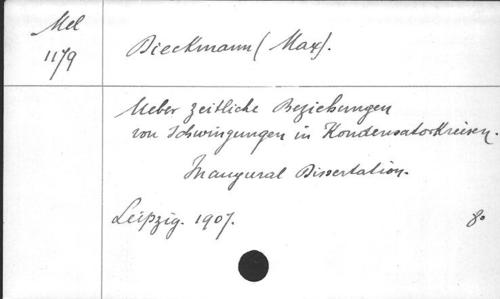 Mel
1179
Dieckmann (Max).
Ueber zeitliche Beziehungen
von Schwingungen in Kondensatorkreisen.
Inaugural Dissertation.
Leipzig. 1907.
8°